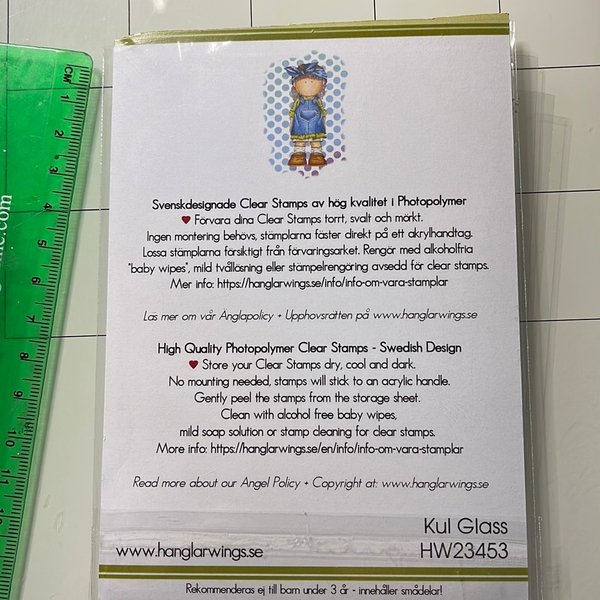 Svenskdesignade Clear Stamps av hög kvalitet i Photopolymer
♥ Förvara dina Clear Stamps torrt, svalt och mörkt.
Ingen montering behövs, stämplarna fäster direkt på ett akrylhandtag.
Lossa stämplarna försiktigt från förvaringsarket. Rengör med alkoholfria
"baby wipes", mild tvållösning eller stämpelrengöring avsedd för clear stamps.
Mer info: https://hanglarwings.se/info/info-om-vara-stamplar
Läs mer om vår Änglapolicy + Upphovsrätten på www.hanglarwings.se
High Quality Photopolymer Clear Stamps - Swedish Design
♥ Store your Clear Stamps dry, cool and dark.
No mounting needed, stamps will stick to an acrylic handle.
Gently peel the stamps from the storage sheet.
Clean with alcohol free baby wipes,
mild soap solution or stamp cleaning for clear stamps.
More info: https://hanglarwings.se/en/info/info-om-vara-stamplar
Read more about our Angel Policy + Copyright at: www.hanglarwings.se
Kul Glass
www.hanglarwings.se HW23453
Rekommenderas ej till barn under 3 år - innehåller smådelar!
CM
1
2
3
4
5
6
7
8
9
10
11
12
.com